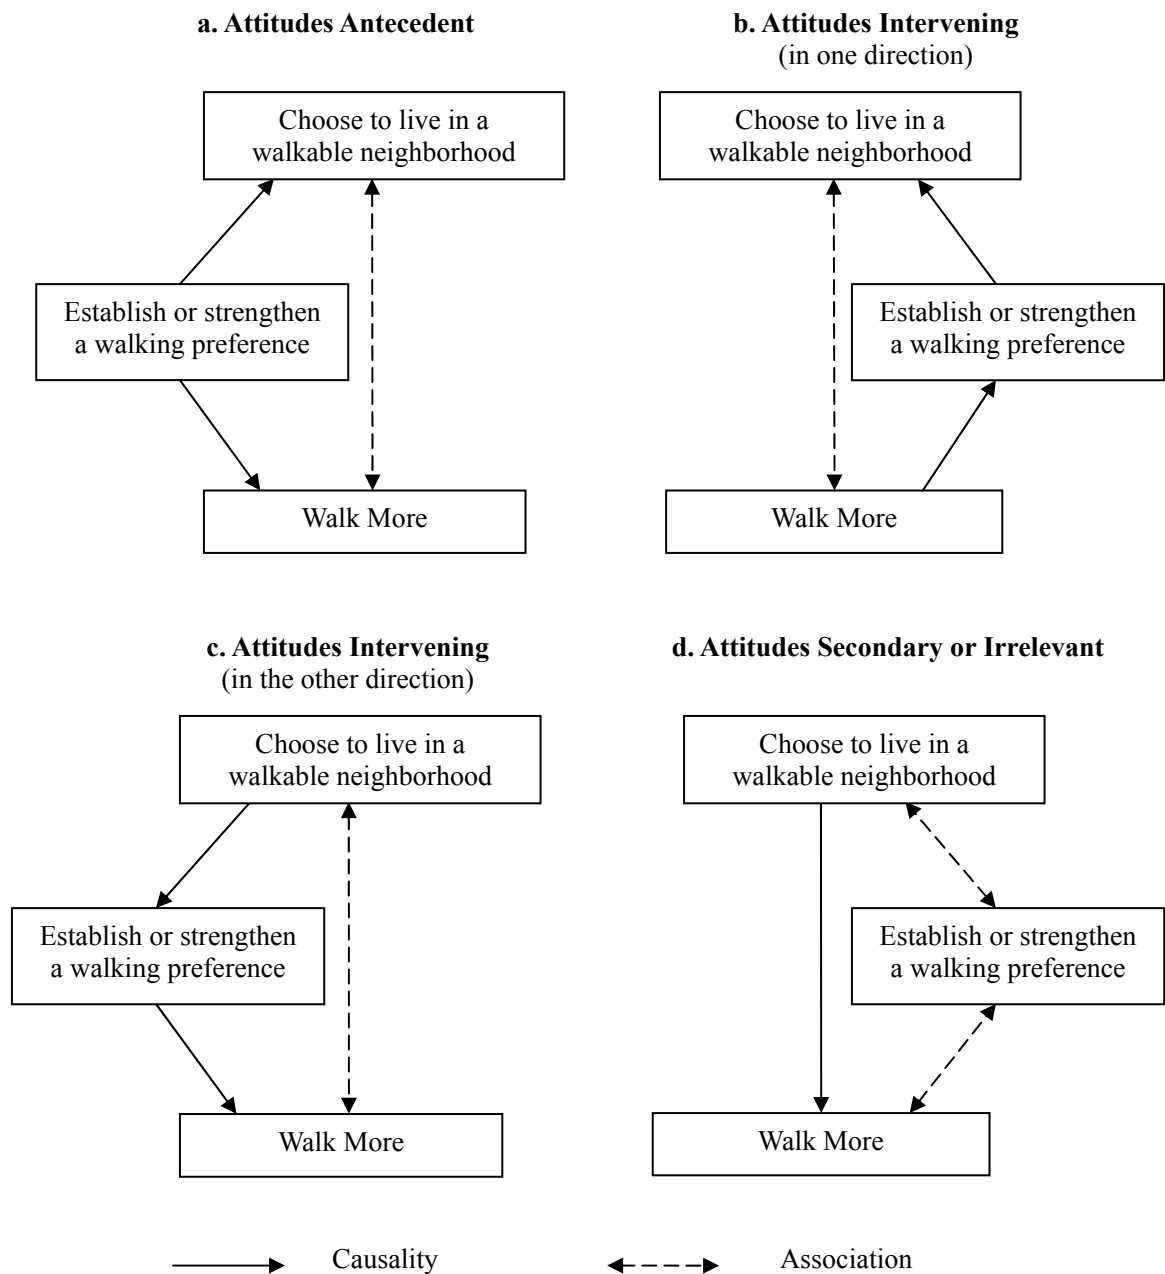 a. Attitudes Antecedent
Choose to live in a
walkable neighborhood
Establish or strengthen
a walking preference
Walk More
b. Attitudes Intervening
(in one direction)
Choose to live in a
walkable neighborhood
Establish or strengthen
a walking preference
Walk More
c. Attitudes Intervening
(in the other direction)
Choose to live in a
walkable neighborhood
Establish or strengthen
a walking preference
Walk More
d. Attitudes Secondary or Irrelevant
Choose to live in a
walkable neighborhood
Establish or strengthen
a walking preference
Walk More
Causality
Association